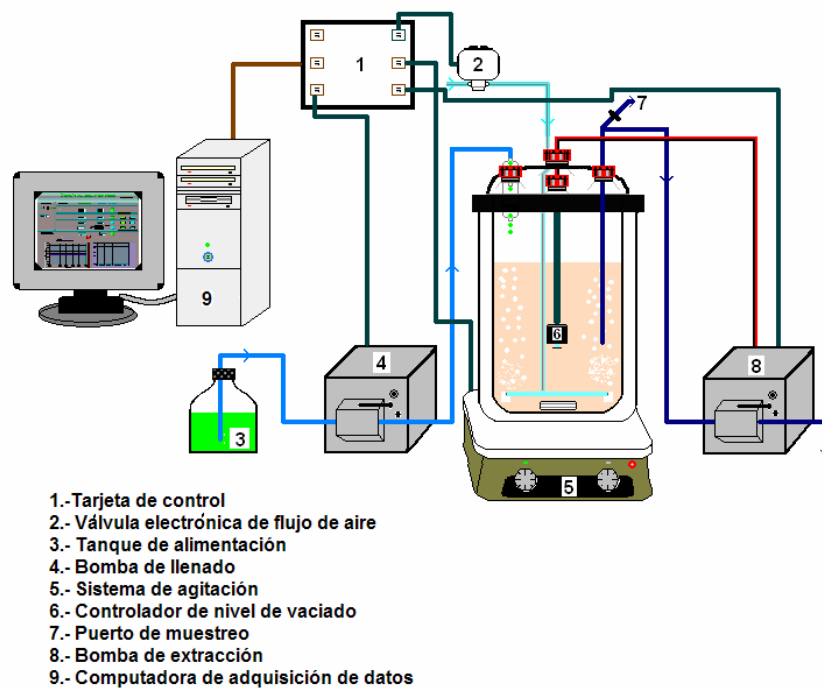 1
2
7
9
4
6
8
3
5
1.-Tarjeta de control
2.- Válvula electrónica de flujo de aire
3.- Tanque de alimentación
4.- Bomba de llenado
5.- Sistema de agitación
6.- Controlador de nivel de vaciado
7.- Puerto de muestreo
8.- Bomba de extracción
9.- Computadora de adquisición de datos